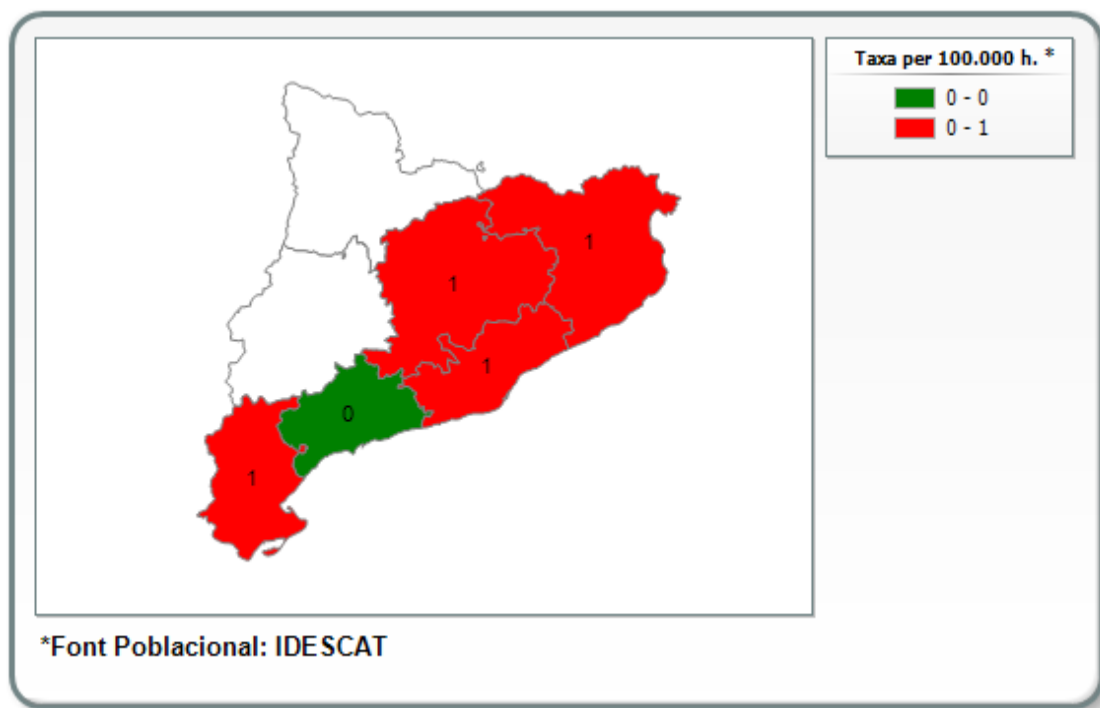 Taxa per 100.000 h. *
0 - 0
0 - 1
1
1
1
0
1
*Font Poblacional: IDESCAT